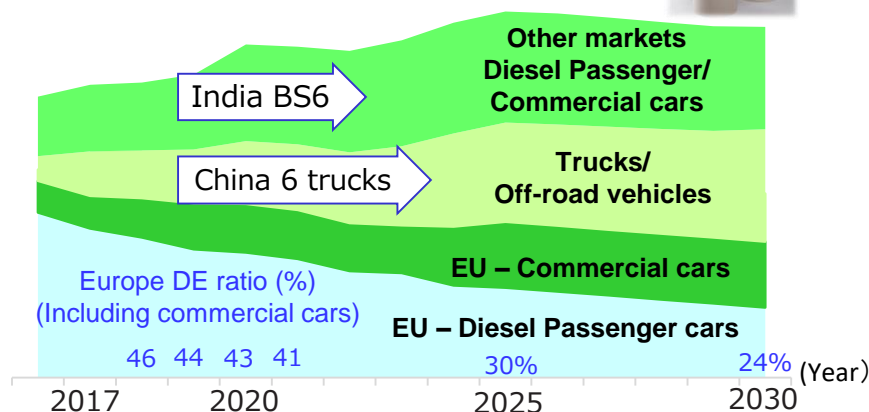 Other markets
Diesel Passenger/
Commercial cars
India BS6
Trucks/
Off-road vehicles
China 6 trucks
EU – Commercial cars
Europe DE ratio (%)
(Including commercial cars)
EU – Diesel Passenger cars
46 44 43 41 30% 24% (Year)
2017 2020 2025 2030